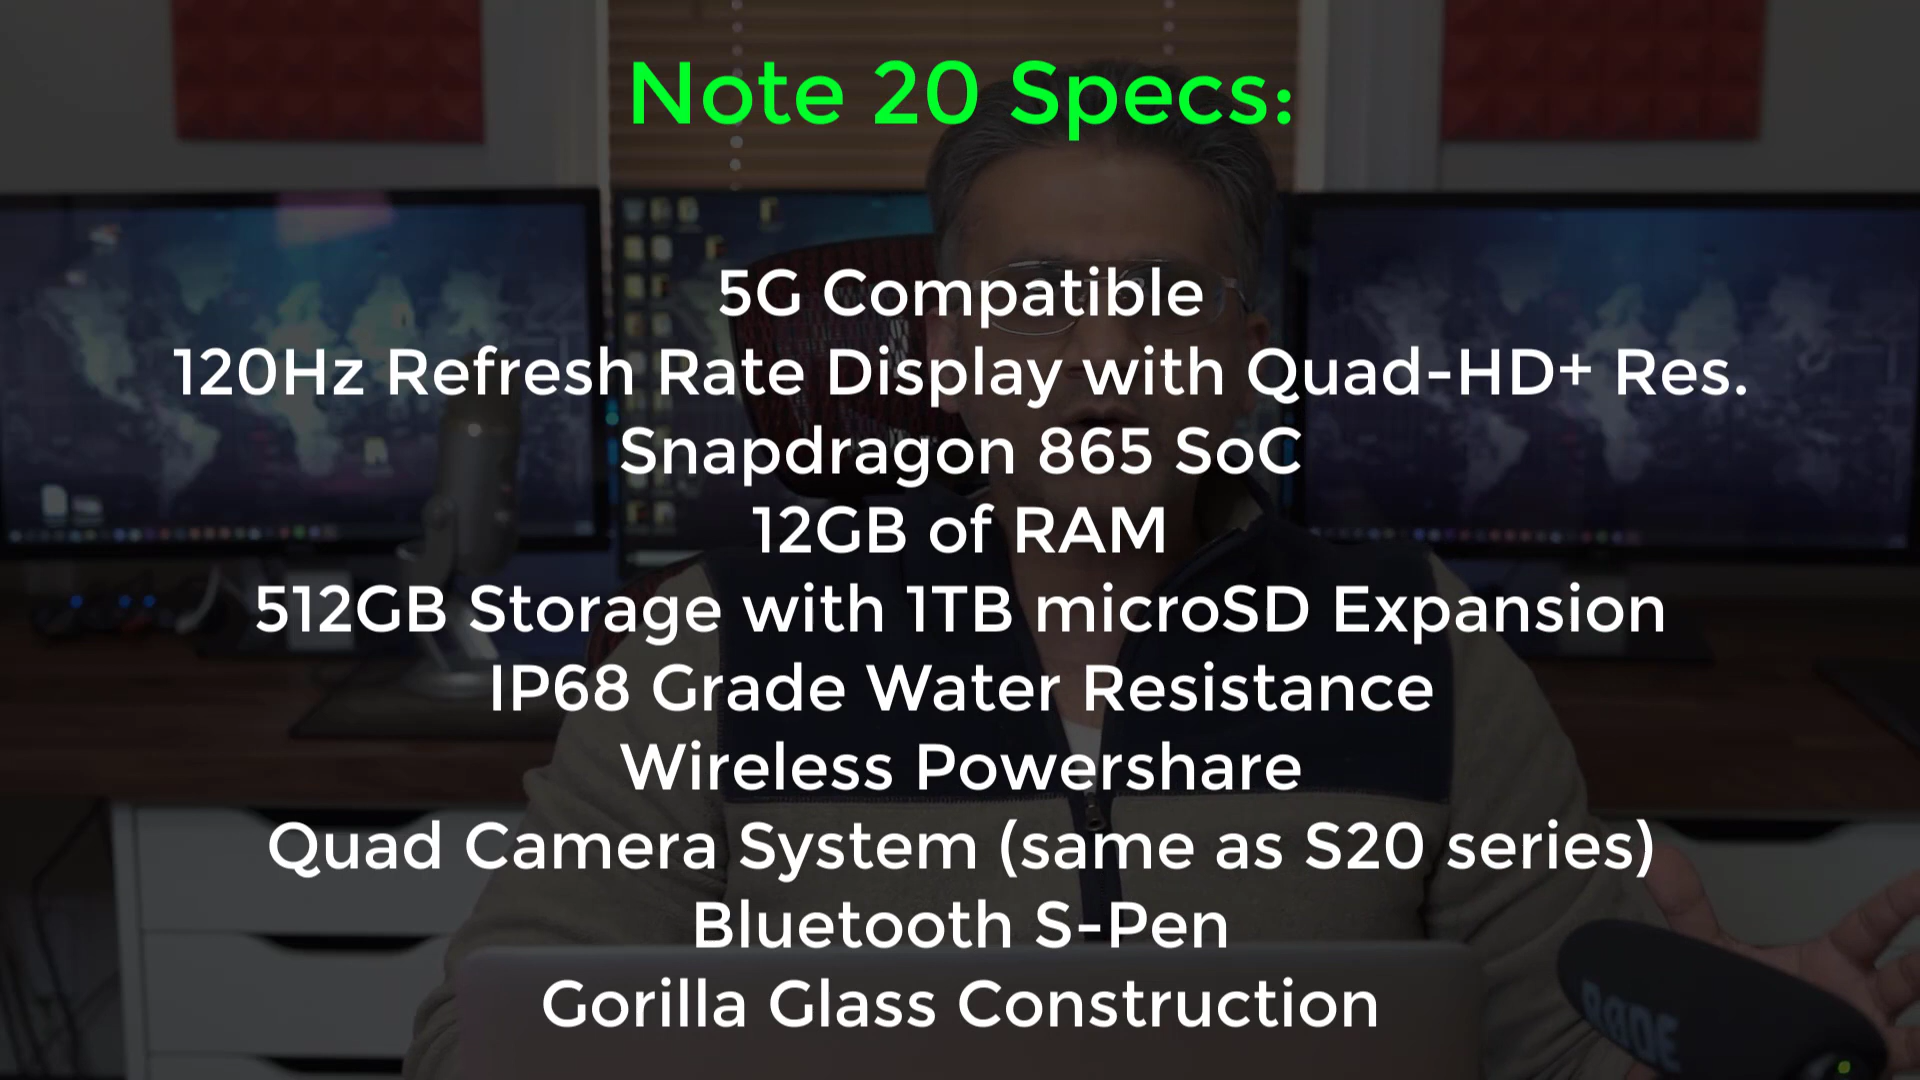 Note 20 Specs:
5G Compatible
120Hz Refresh Rate Display with Quad-HD+ Res.
Snapdragon 865 SoC
12GB of RAM
512GB Storage with 1TB microSD Expansion
IP68 Grade Water Resistance
Wireless Powershare
Quad Camera System (same as S20 series)
Bluetooth S-Pen
Gorilla Glass Construction
RODE